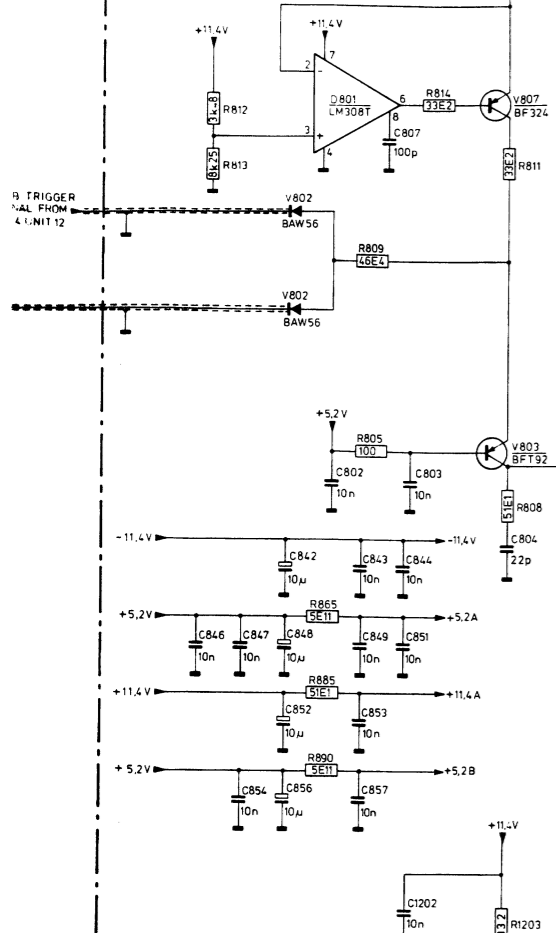 +11,4V
+11,4V
7
2
-
3k48
R812
D801
LM308T
6
R814
33E2
V807
BF324
8
C807
100p
3
+
4
8k25
R813
33E2
R811
B TRIGGER
NAL FROM
UNIT 12
V802
BAW56
R809
46E4
V802
BAW56
+5,2V
R805
100
V803
BFT92
C802
10n
C803
10n
51E1
R808
C804
22p
-11,4V
-11,4V
C842
10µ
C843
10n
C844
10n
+5,2V
R865
5E11
+5,2A
C846
10n
C847
10n
C848
10µ
C849
10n
C851
10n
+11,4V
R885
51E1
+11,4A
C852
10µ
C853
10n
+5,2V
R890
5E11
+5,2B
C854
10n
C856
10µ
C857
10n
+11,4V
C1202
10n
R1203